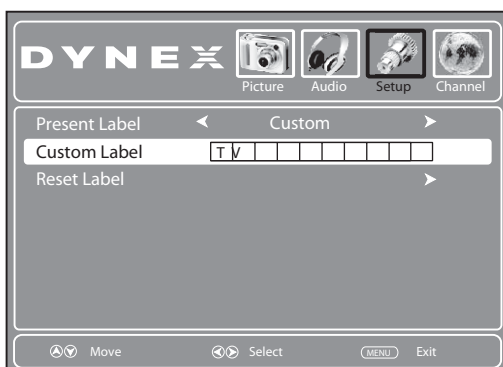 DYNEX
Picture Audio Setup Channel
Present Label Custom
Custom Label T V
Reset Label
Move Select MENU Exit